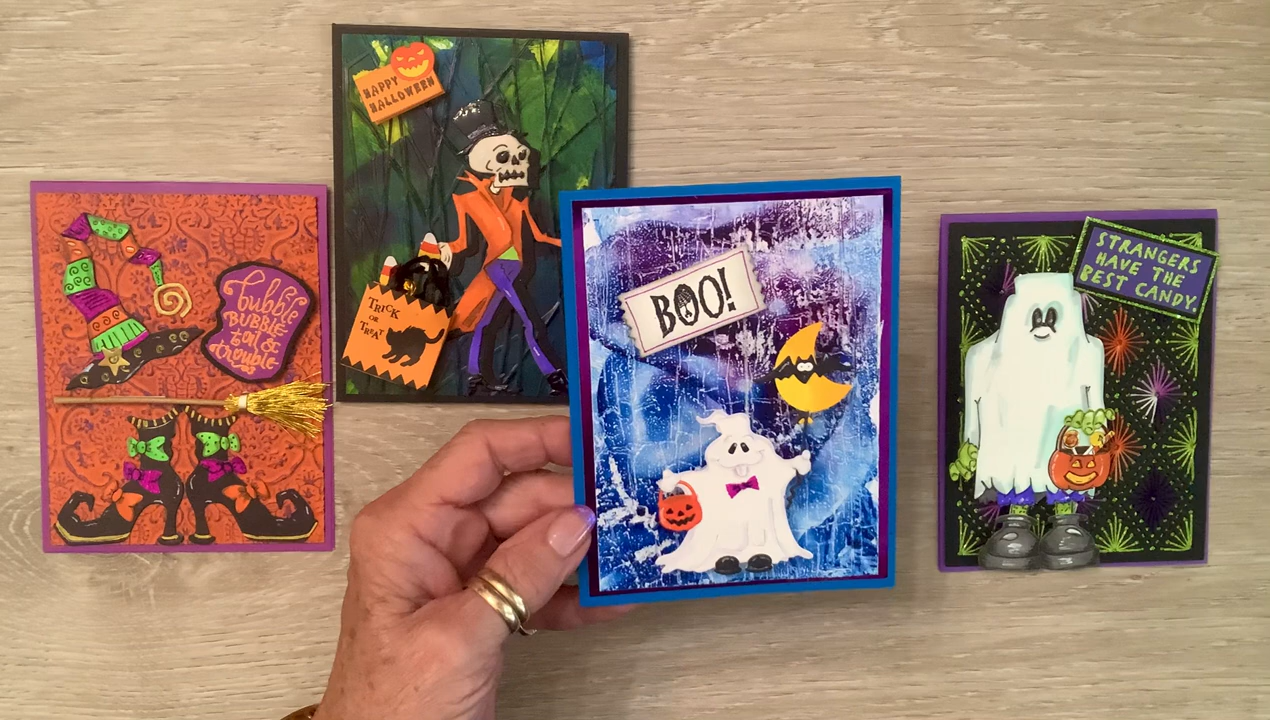 HAPPY
HALLOWEEN
TRICK
OR
TREAT
bubble
BUBBLE
toil &
trouble
BOO!
STRANGERS
HAVE THE
BEST CANDY.